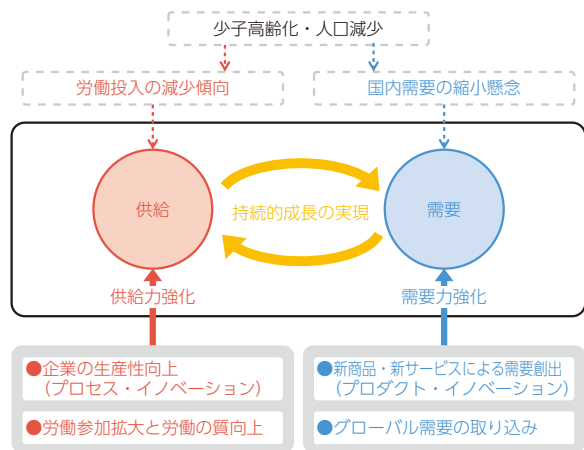 少子高齢化・人口減少
労働投入の減少傾向
国内需要の縮小懸念
供給
持続的成長の実現
需要
供給力強化
需要力強化
●企業の生産性向上
（プロセス・イノベーション）
●労働参加拡大と労働の質向上
●新商品・新サービスによる需要創出
（プロダクト・イノベーション）
●グローバル需要の取り込み